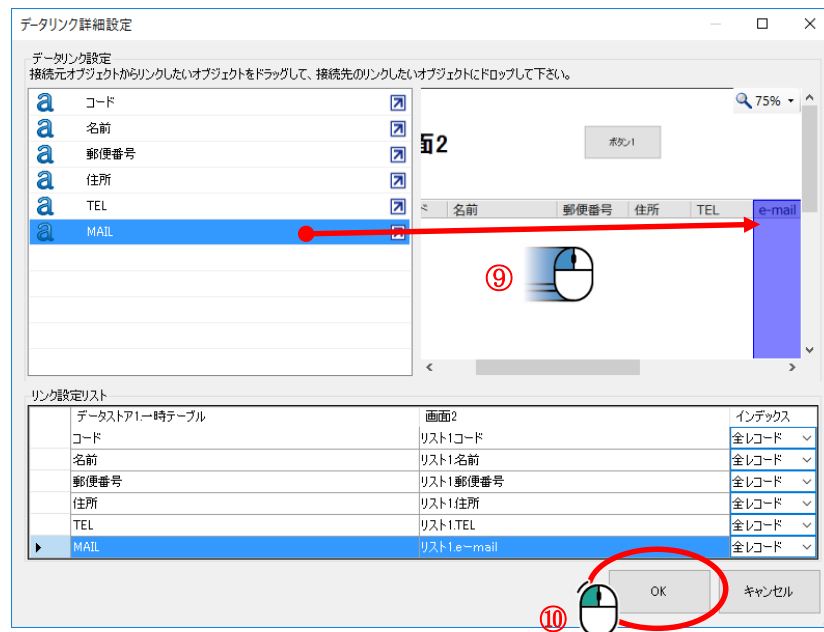 データリンク詳細設定
データリンク設定
接続元オブジェクトからリンクしたいオブジェクトをドラッグして、接続先のリンクしたいオブジェクトにドロップして下さい。
a コード
a 名前
a 郵便番号
a 住所
a TEL
a MAIL
75%
面2
ボタン1
名前 郵便番号 住所 TEL e-mail
⑨
リンク設定リスト
データストア1.一時テーブル 画面2 インデックス
コード リスト1.コード 全レコード
名前 リスト1.名前 全レコード
郵便番号 リスト1.郵便番号 全レコード
住所 リスト1.住所 全レコード
TEL リスト1.TEL 全レコード
MAIL リスト1.e-mail 全レコード
OK キャンセル
⑩